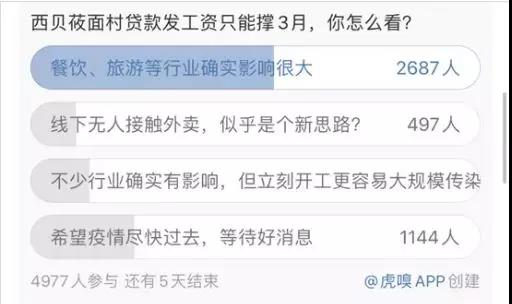 西贝莜面村贷款发工资只能撑3月，你怎么看？
餐饮、旅游等行业确实影响很大 2687人
线下无人接触外卖，似乎是个新思路？ 497人
不少行业确实有影响，但立刻开工更容易大规模传染
希望疫情尽快过去，等待好消息 1144人
4977人参与 还有5天结束 @虎嗅APP创建